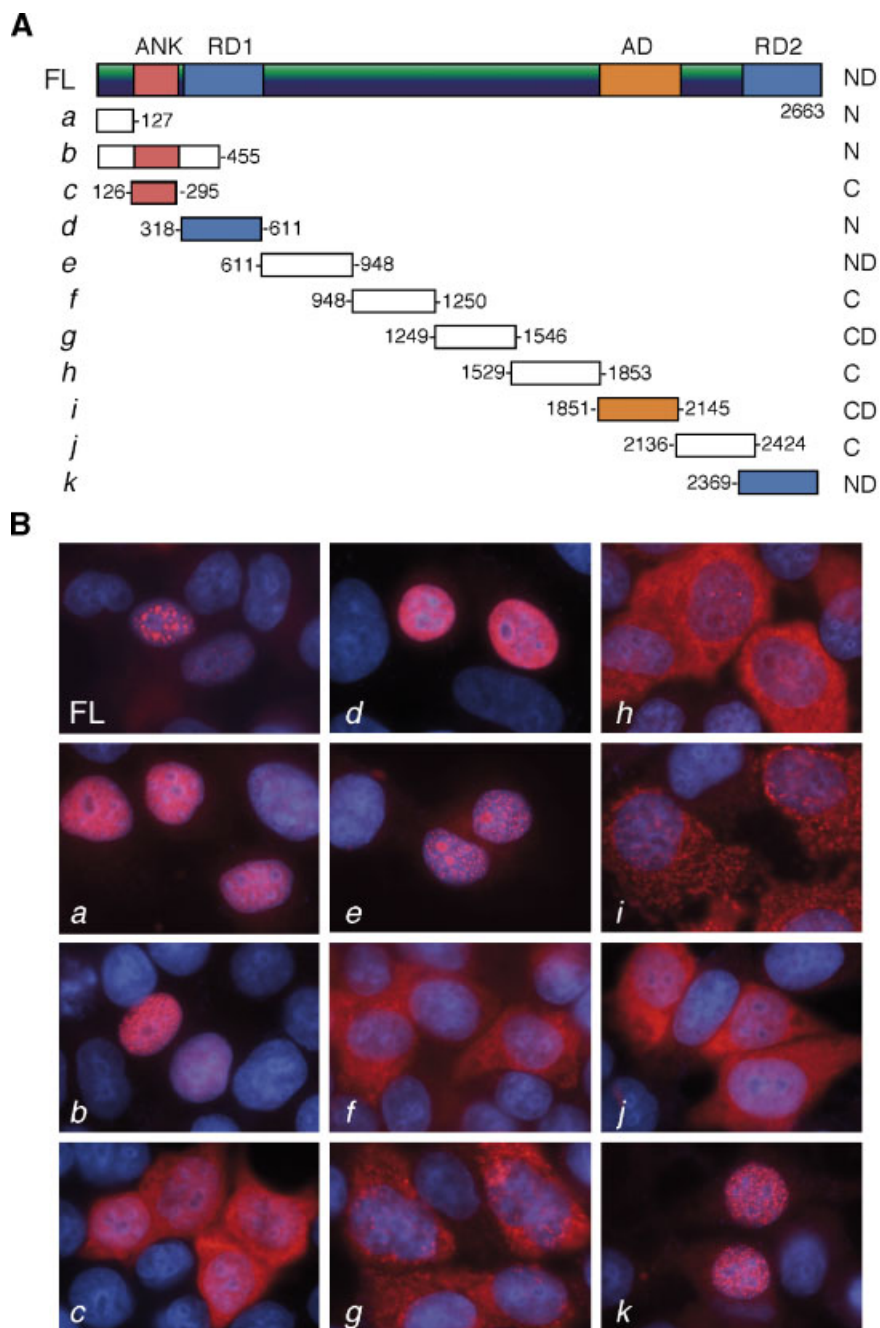 A
ANK RD1 AD RD2
FL ND
2663
a -127 N
b -455 N
c 126- -295 C
d 318- -611 N
e 611- -948 ND
f 948- -1250 C
g 1249- -1546 CD
h 1529- -1853 C
i 1851- -2145 CD
j 2136- -2424 C
k 2369- ND
B
FL d h
a e i
b f j
c g k